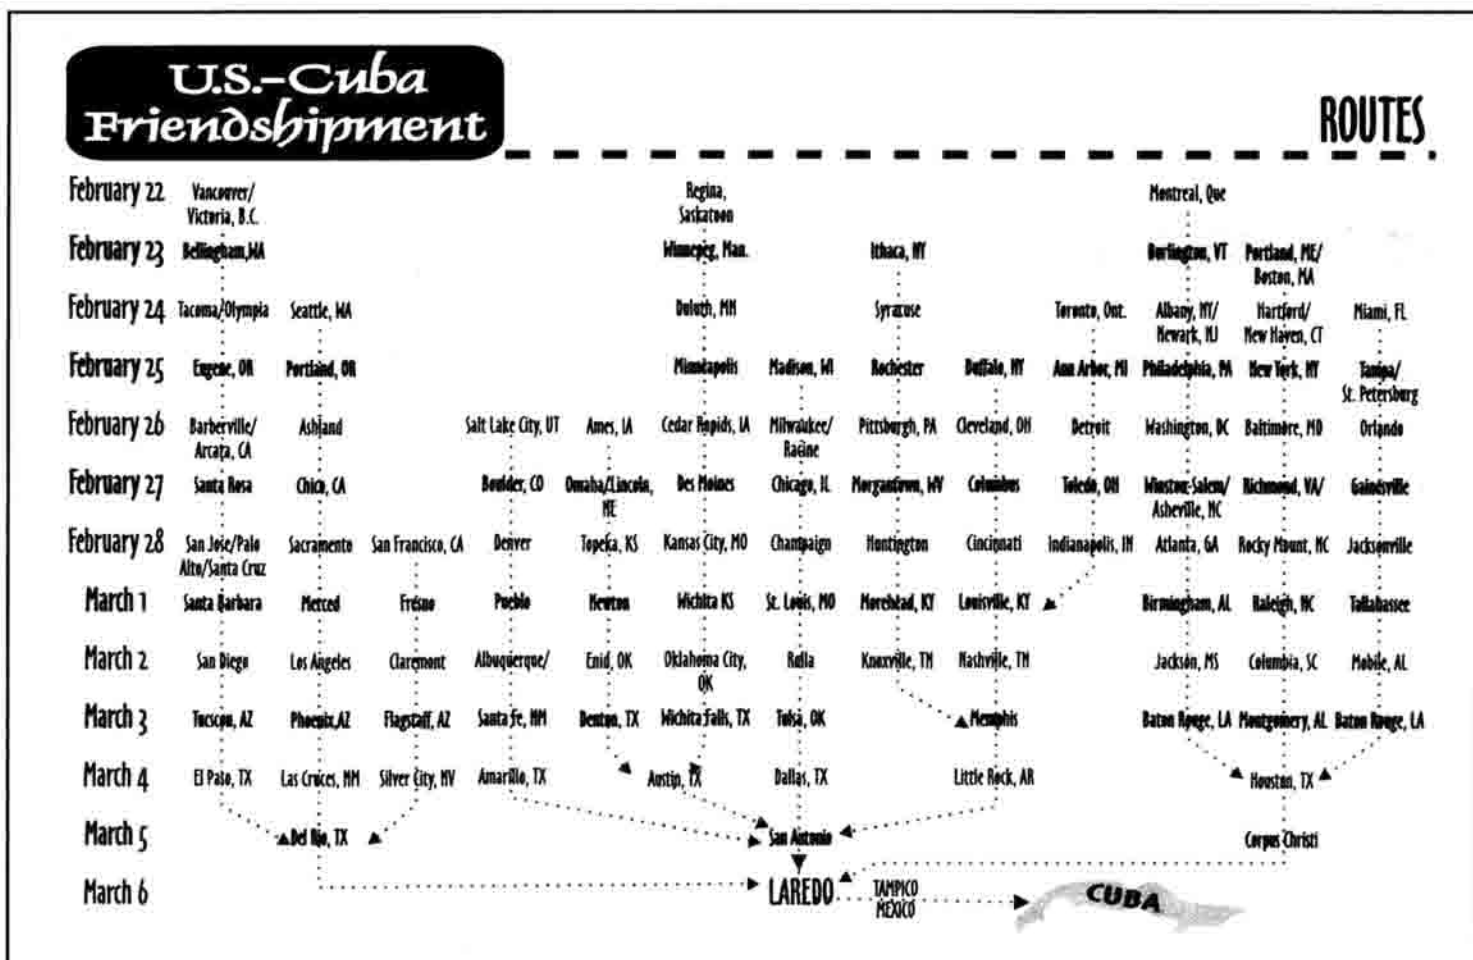 U.S.-Cuba
Friendshipment
ROUTES
February 22 Vancouver/ Regina, Montreal, Que
Victoria, B.C. Saskatoon
February 23 Bellingham,WA Winnepeg, Man. Ithaca, NY Burlington, VT Portland, ME/
Boston, MA
February 24 Tacoma/Olympia Seattle, WA Duluth, MN Syracuse Toronto, Ont. Albany, NY/ Hartford/ Miami, FL
Newark, NJ New Haven, CT
February 25 Eugene, OR Portland, OR Minneapolis Madison, WI Rochester Buffalo, NY Ann Arbor, MI Philadelphia, PA New York, NY Tampa/
St. Petersburg
February 26 Barberville/ Ashland Salt Lake City, UT Ames, IA Cedar Rapids, IA Milwaukee/ Pittsburgh, PA Cleveland, OH Detroit Washington, DC Baltimore, MD Orlando
Arcata, CA Racine
February 27 Santa Rosa Chico, CA Boulder, CO Omaha/Lincoln, Des Moines Chicago, IL Morgantown, WV Columbus Toledo, OH Winston-Salem/ Richmond, VA/ Gaindsville
NE Asheville, NC
February 28 San Jose/Palo Sacramento San Francisco, CA Denver Topeka, KS Kansas City, MO Champaign Huntington Cincinnati Indianapolis, IN Atlanta, GA Rocky Mount, NC Jacksonville
Alto/Santa Cruz
March 1 Santa Barbara Merced Fresno Pueblo Newton Wichita KS St. Louis, MO Morehead, KY Louisville, KY Birmingham, AL Raleigh, NC Tallahassee
March 2 San Diego Los Angeles Claremont Albuquerque/ Enid, OK Oklahoma City, Rolla Knoxville, TN Nashville, TN Jackson, MS Columbia, SC Mobile, AL
OK
March 3 Tucscon, AZ Phoenix,AZ Flagstaff, AZ Santa fe, NM Denton, TX Wichita Falls, TX Tulsa, OK Memphis Baton Rouge, LA Montgomery, AL Baton Rouge, LA
March 4 El Paso, TX Las Cruces, NM Silver City, NV Amarillo, TX Austin, TX Dallas, TX Little Rock, AR Houston, TX
March 5 Del Rio, TX San Antonio Corpus Christi
March 6 LAREDO TAMPICO CUBA
MEXICO